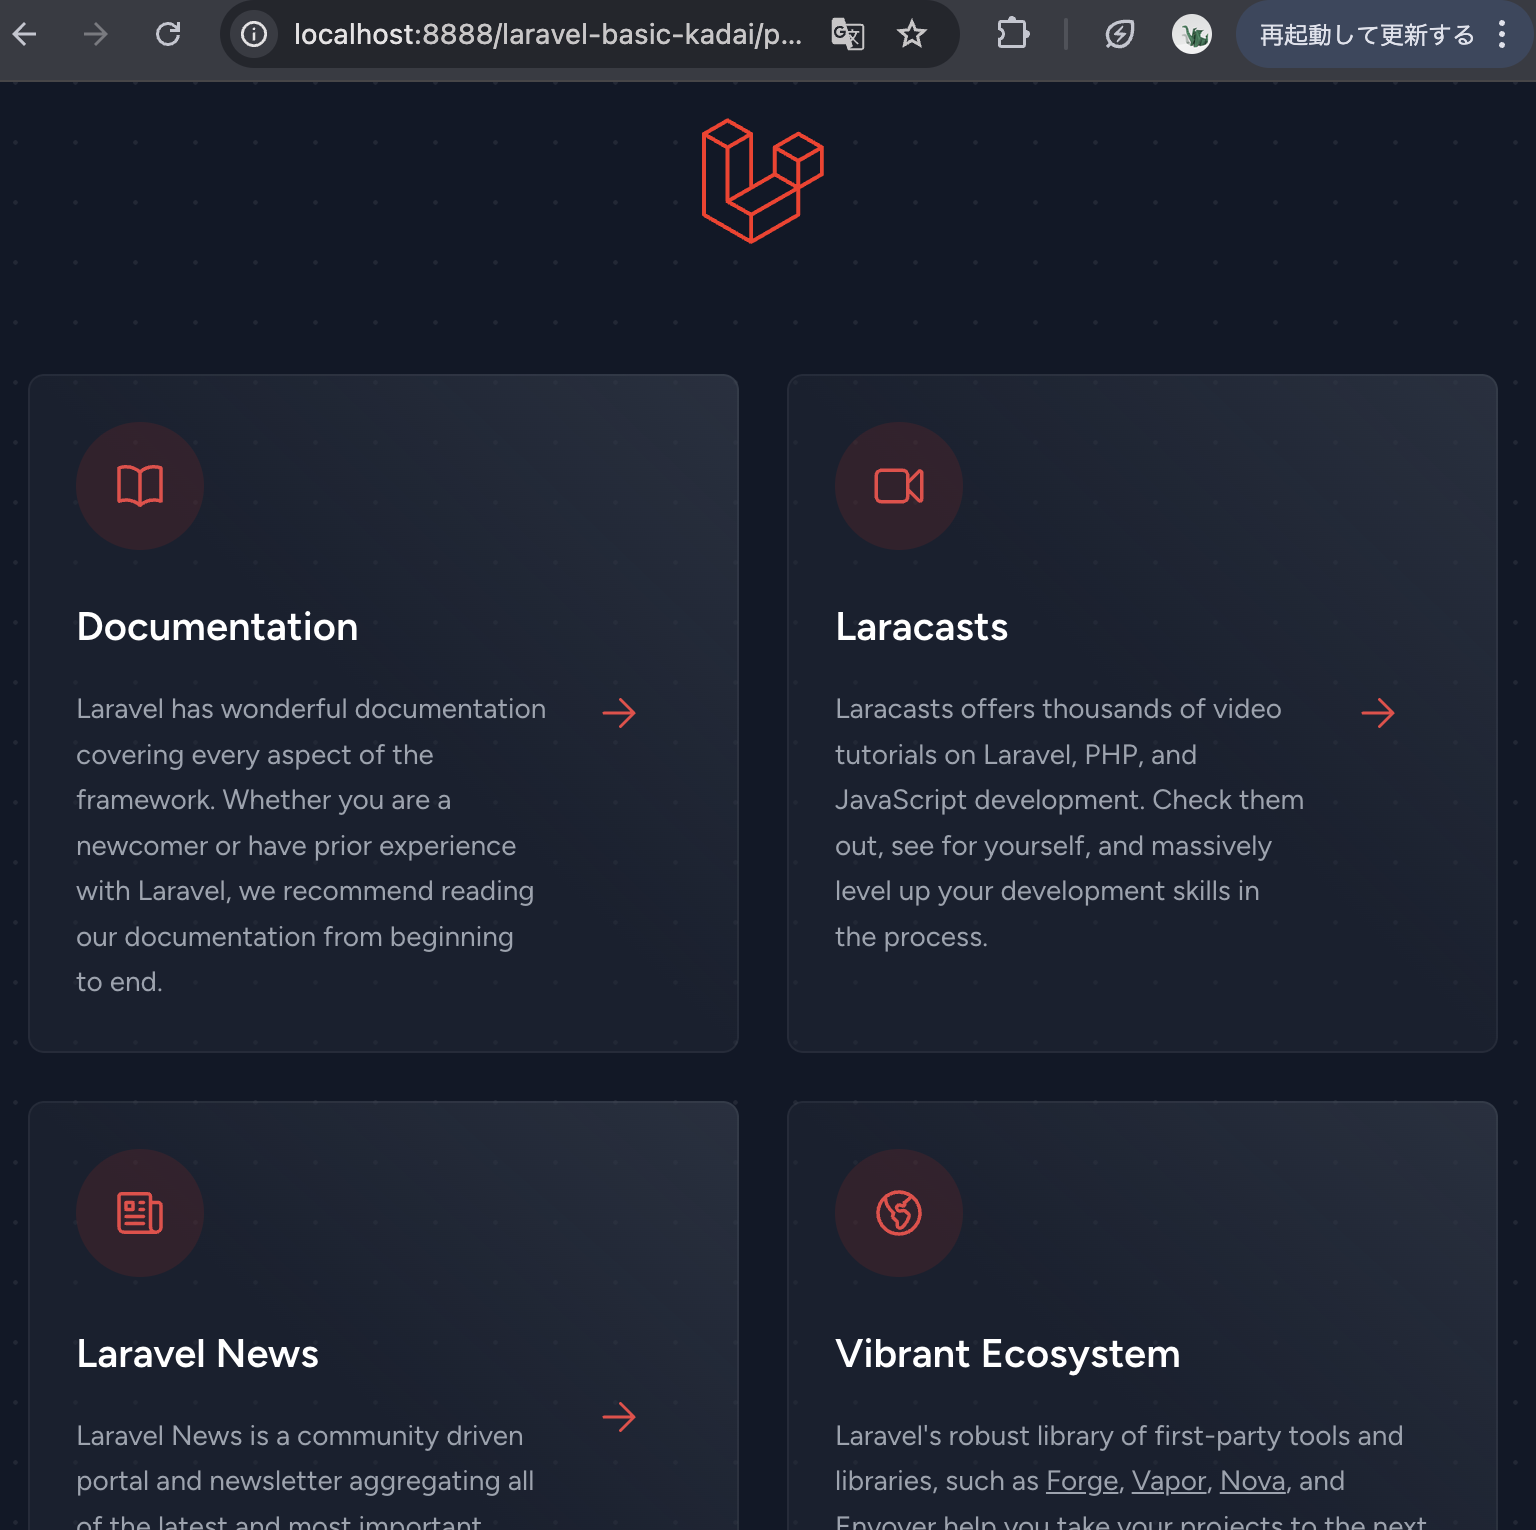 localhost:8888/laravel-basic-kadai/p...
再起動して更新する
Documentation
Laravel has wonderful documentation
covering every aspect of the
framework. Whether you are a
newcomer or have prior experience
with Laravel, we recommend reading
our documentation from beginning
to end.
Laracasts
Laracasts offers thousands of video
tutorials on Laravel, PHP, and
JavaScript development. Check them
out, see for yourself, and massively
level up your development skills in
the process.
Laravel News
Laravel News is a community driven
portal and newsletter aggregating all
of the latest and most important
Vibrant Ecosystem
Laravel's robust library of first-party tools and
libraries, such as Forge, Vapor, Nova, and
Envoyer help you take your projects to the next